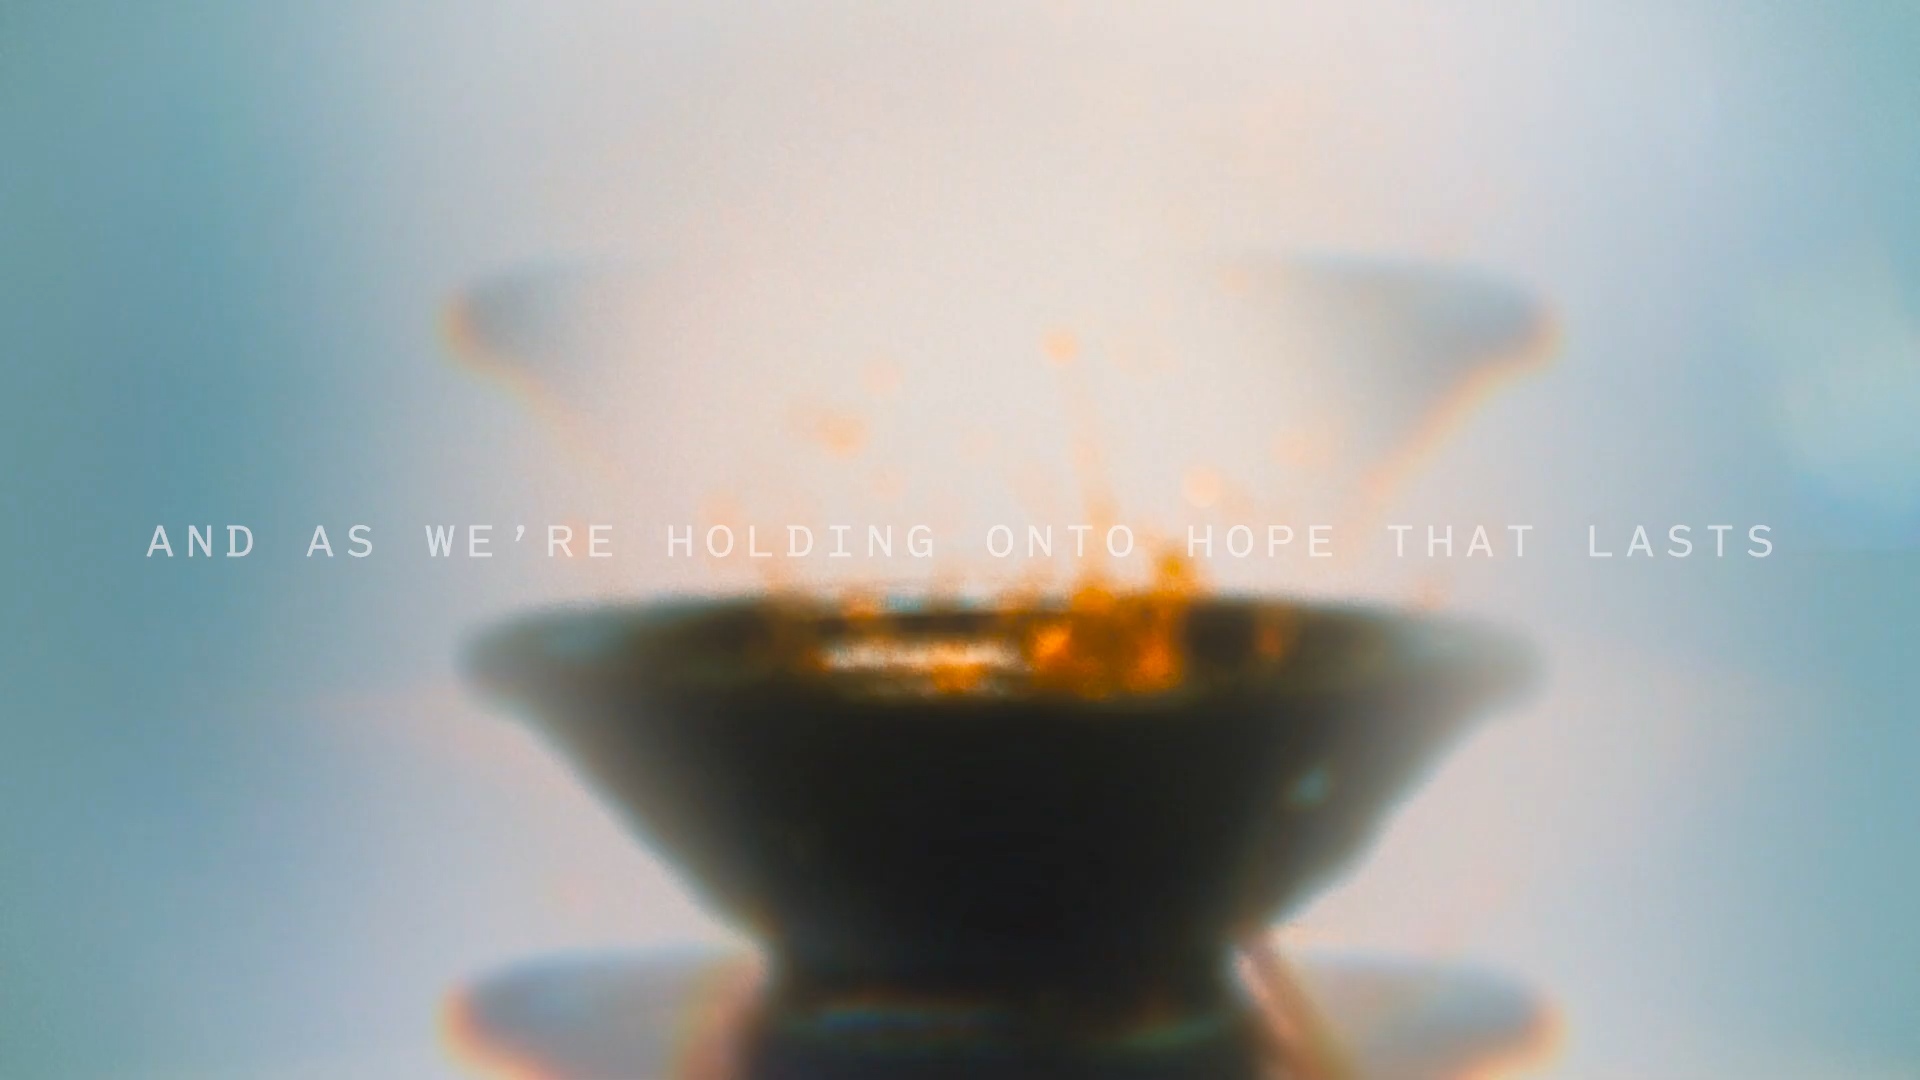 AND AS WE’RE HOLDING ONTO HOPE THAT LASTS